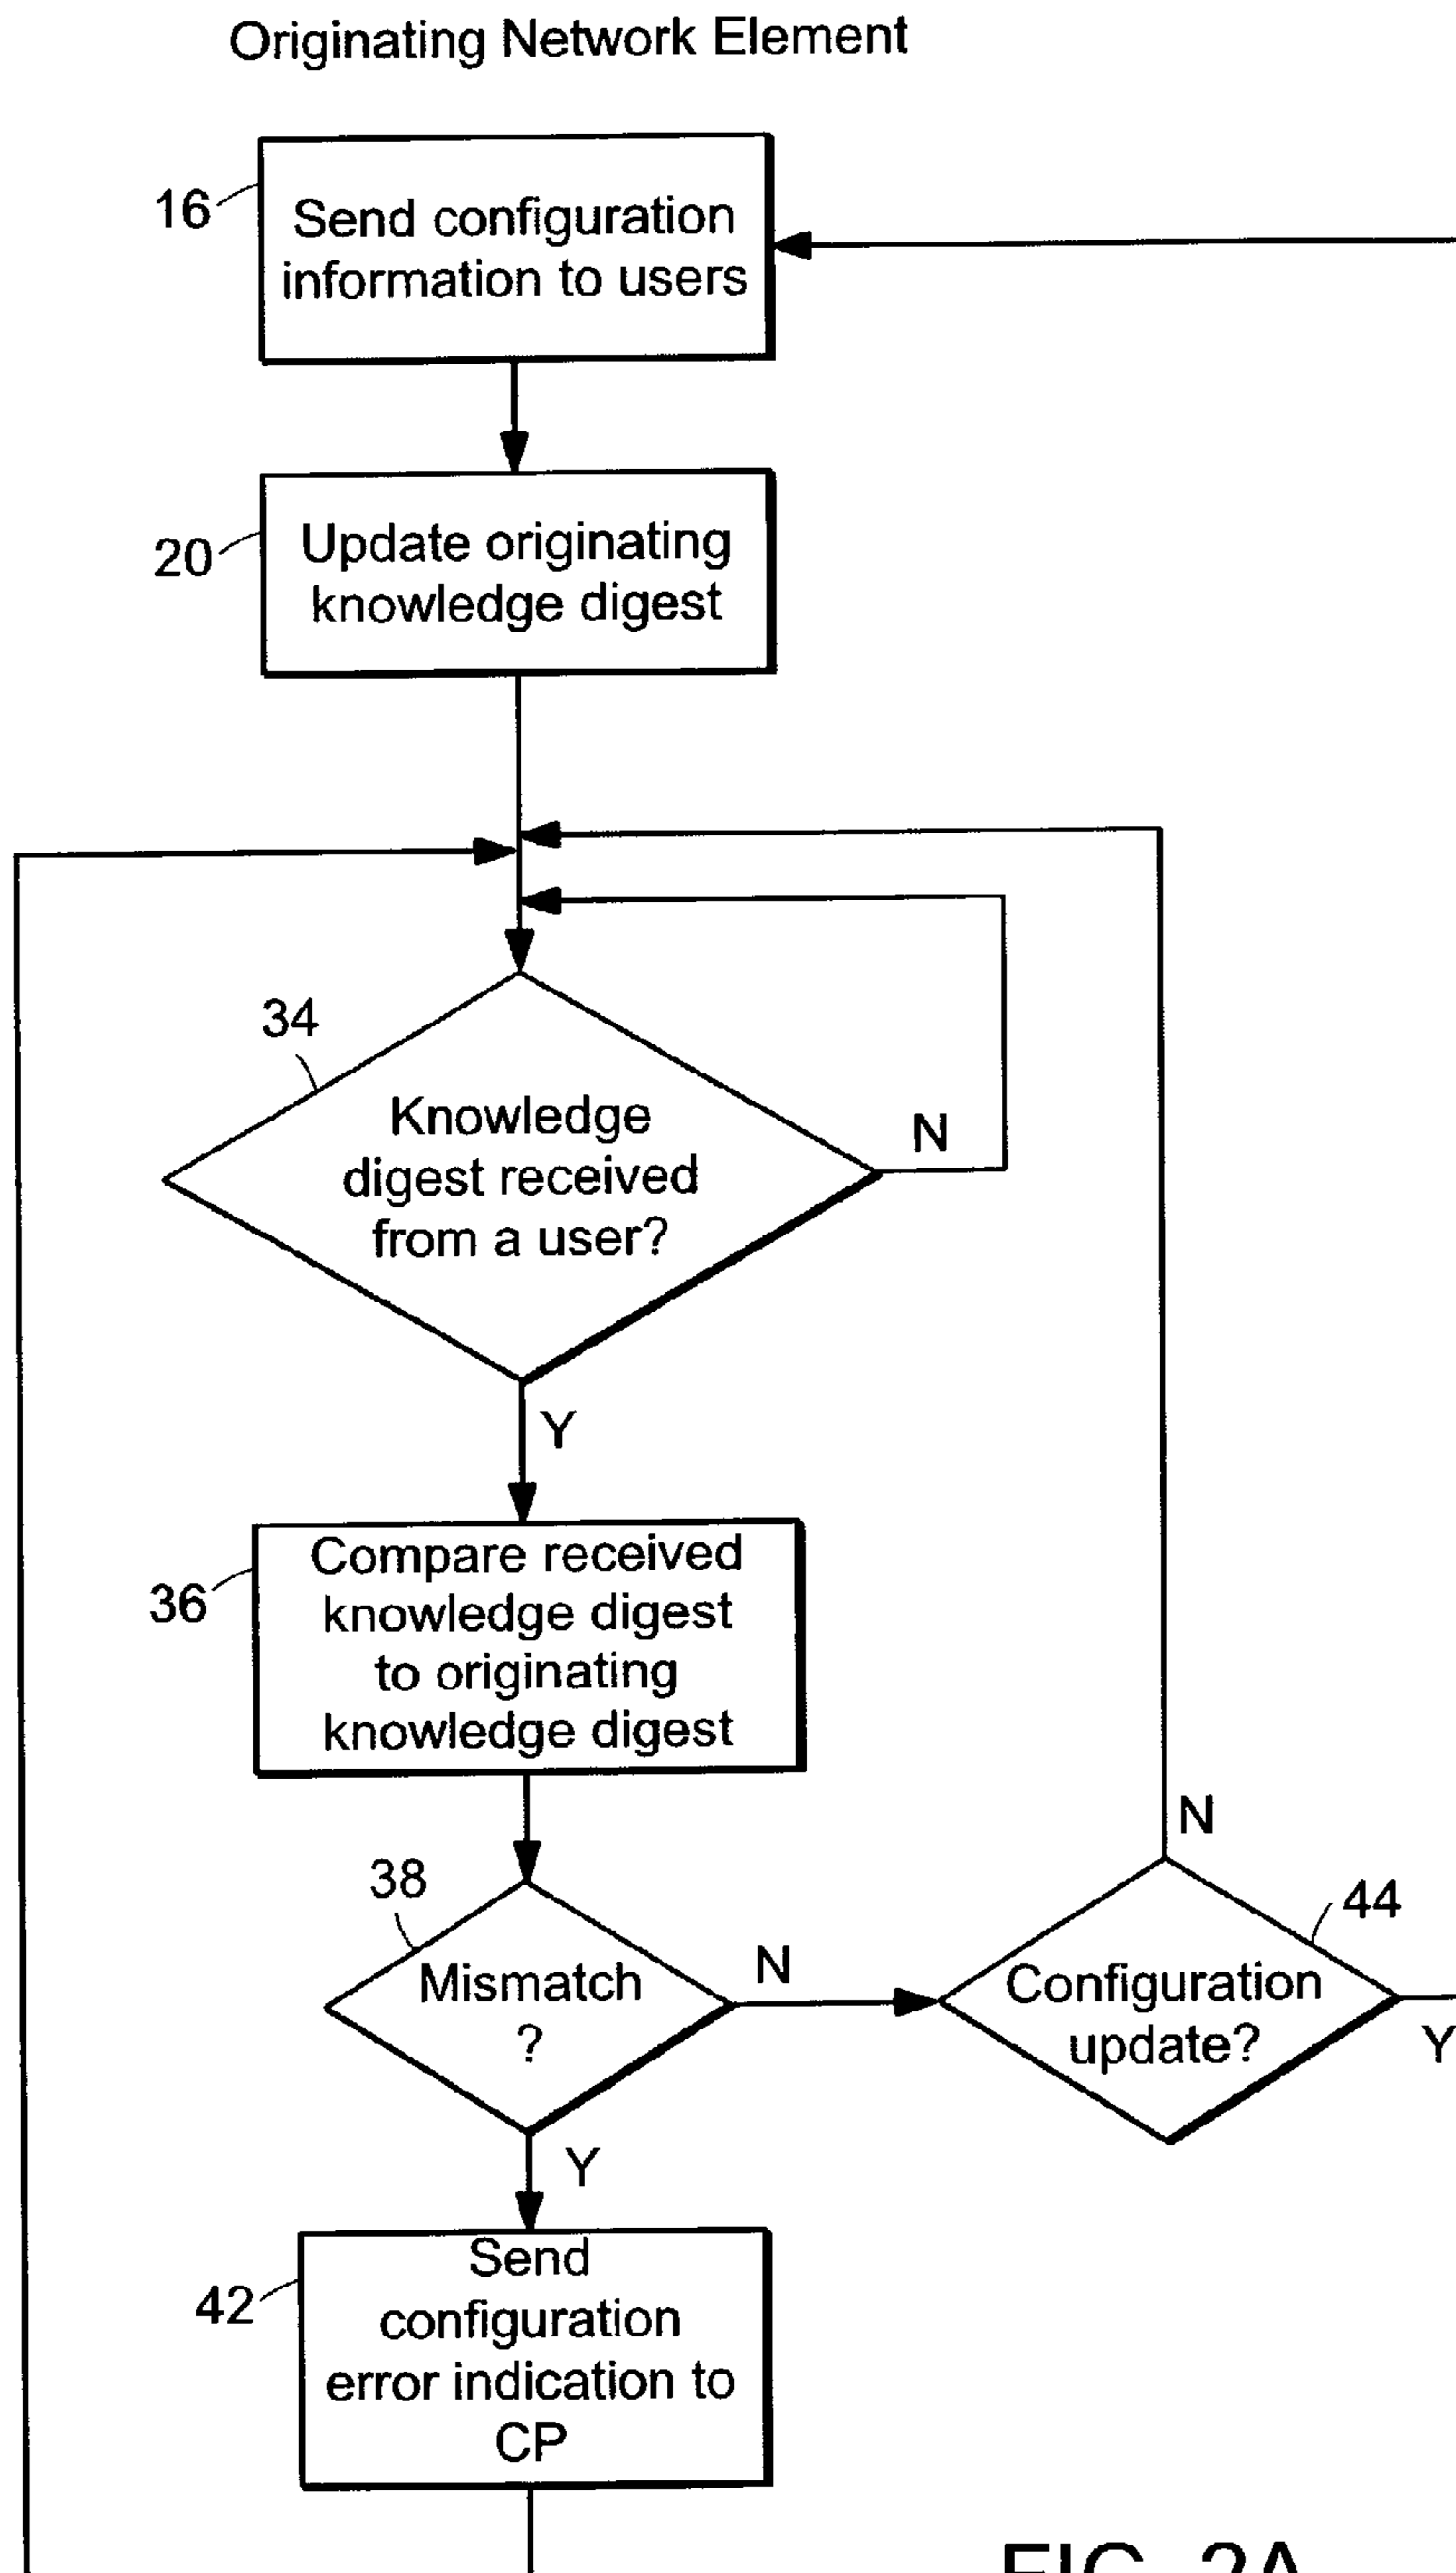 Originating Network Element
16
Send configuration
information to users
20
Update originating
knowledge digest
34
Knowledge
digest received
from a user?
N
Y
36
Compare received
knowledge digest
to originating
knowledge digest
N
38
Mismatch
?
N
44
Configuration
update?
Y
Y
42
Send
configuration
error indication to
CP
FIG. 2A